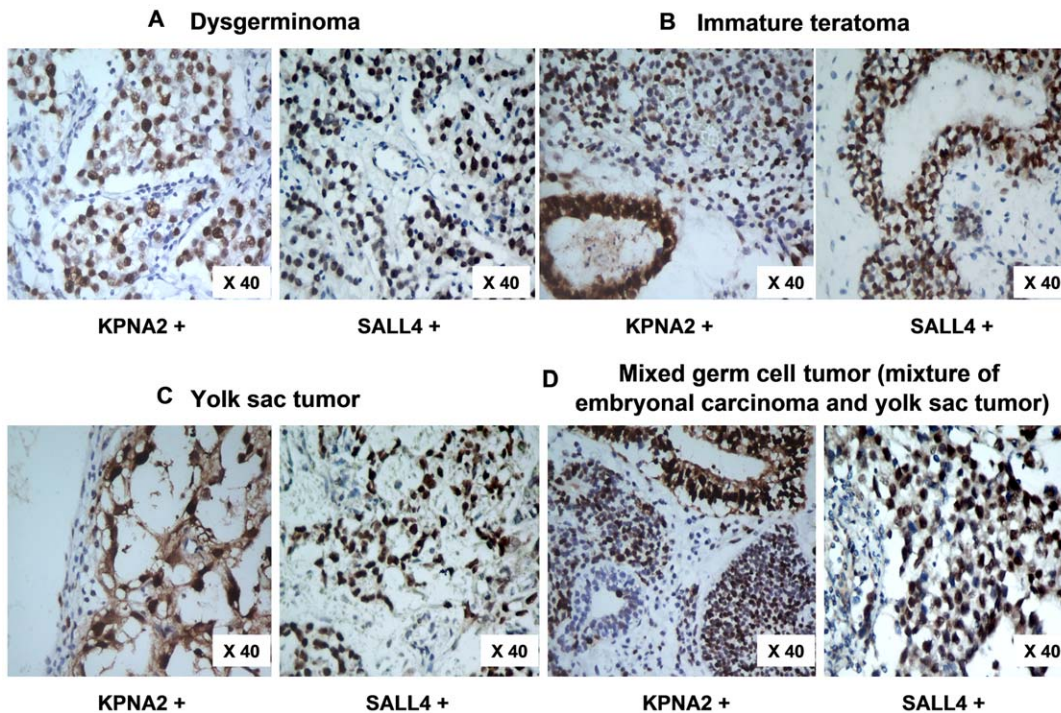 A Dysgerminoma
B Immature teratoma
X 40
X 40
X 40
X 40
KPNA2 +
SALL4 +
KPNA2 +
SALL4 +
C Yolk sac tumor
D Mixed germ cell tumor (mixture of
embryonal carcinoma and yolk sac tumor)
X 40
X 40
X 40
X 40
KPNA2 +
SALL4 +
KPNA2 +
SALL4 +